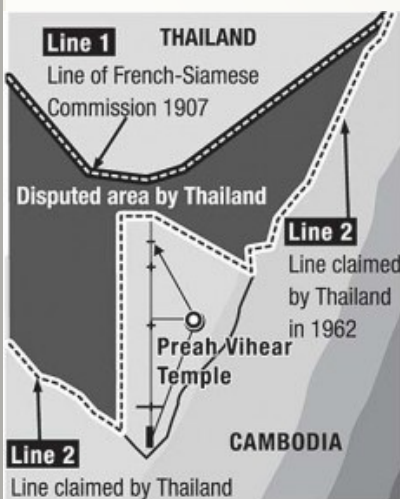 Line 1
THAILAND
Line of French-Siamese
Commission 1907
Disputed area by Thailand
Line 2
Line claimed
by Thailand
in 1962
Preah Vihear
Temple
CAMBODIA
Line 2
Line claimed by Thailand